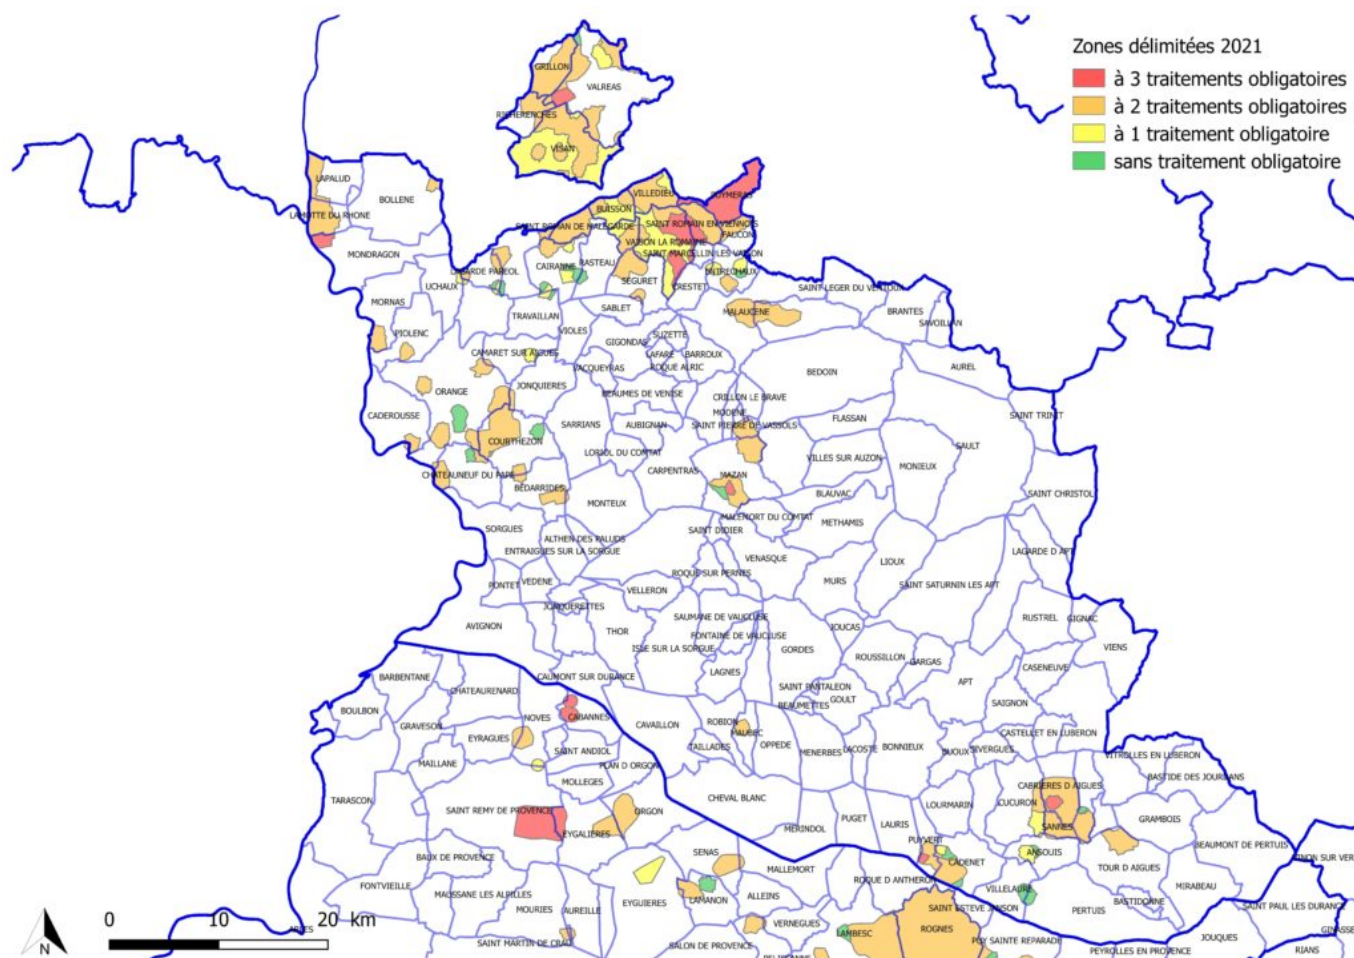 Zones délimitées 2021
à 3 traitements obligatoires
à 2 traitements obligatoires
à 1 traitement obligatoire
sans traitement obligatoire
GRILLON
VALREAS
VISAN
LAPALUD
BOLLENE
LAMOTTE DU RHONE
MONDRAGON
VILLEDIEU
BUISSON
SAINT ROMAN DE MALEGARDE
SAINT ROMAIN EN VIENNOIS
FAUCON
VAISON LA ROMAINE
SAINT MARCELLIN LES VAISON
CAIRANNE
RASTEAU
SEGURET
CRESTET
ENTRECHAUX
UCHAUX
MORNAS
PIOLENC
TRAVAILLAN
VIOLES
SABLET
MALAUCENE
SAINT LEGER DU VENTOUX
BRANTES
SAVOILLAN
SUZETTE
GIGONDAS
LAFARE
BARROUX
ROQUE ALRIC
CAMARET SUR AIGUES
VACQUEYRAS
BEDOIN
AUREL
ORANGE
JONQUIERES
BEAUMES DE VENISE
CRILLON LE BRAVE
MODENE
CADEROUSSE
SARRIANS
AUBIGNAN
SAINT PIERRE DE VASSOLS
FLASSAN
SAINT TRINIT
COURTHEZON
LORIOL DU COMTAT
CARPENTRAS
VILLES SUR AUZON
MONIEUX
SAULT
CHATEAUNEUF DU PAPE
BEDARRIDES
MONTEUX
MAZAN
BLAUVAC
SAINT CHRISTOL
SORGUES
MALEMORT DU COMTAT
METHAMIS
SAINT DIDIER
ALTHEN DES PALUDS
ENTRAIGUES SUR LA SORGUE
VENASQUE
LIOUX
LAGARDE D APT
PONTET
VEDENE
ROQUE SUR PERNES
VELLERON
MURS
SAINT SATURNIN LES APT
JONQUERETTES
AVIGNON
THOR
SAUMANE DE VAUCLUSE
FONTAINE DE VAUCLUSE
ISLE SUR LA SORGUE
JOUCAS
GORDES
ROUSSILLON
GARGAS
RUSTREL
GIGNAC
VIENS
CASENEUVE
BARBENTANE
CHATEAURENARD
CAUMONT SUR DURANCE
LAGNES
SAINT PANTALEON
BEAUMETTES
GOULT
APT
SAIGNON
BOULBON
GRAVESON
NOVES
CABANNES
CAVAILLON
ROBION
MAUBEC
TAILLADES
OPPEDE
MENERBES
LACOSTE
BONNIEUX
BUOUX
SIVERGUES
CASTELLET EN LUBERON
EYRAGUES
SAINT ANDIOL
MAILLANE
PLAN D ORGON
MOLLEGES
VITROLLES EN LUBERON
BASTIDE DES JOURDANS
TARASCON
SAINT REMY DE PROVENCE
EYGALIERES
ORGON
CHEVAL BLANC
MERINDOL
PUGET
LAURIS
LOURMARIN
CUCURON
CABRIERES D AIGUES
SANNES
GRAMBOIS
BEAUMONT DE PERTUIS
BAUX DE PROVENCE
SENAS
MALLEMORT
PUYVERT
CADENET
ANSOUIS
TOUR D AIGUES
MIRABEAU
FONTVIEILLE
MAUSSANE LES ALPILLES
MOURIES
AUREILLE
EYGUIERES
LAMANON
ALLEINS
ROQUE D ANTHERON
VILLELAURE
PERTUIS
BASTIDONNE
SAINT PAUL LES DURANCE
VERNEGUES
SAINT ESTEVE JANSON
LAMBESC
ROGNES
PUY SAINTE REPARADE
SAINT MARTIN DE CRAU
SALON DE PROVENCE
PEYROLLES EN PROVENCE
JOUQUES
RIANS
0 10 20 km
N